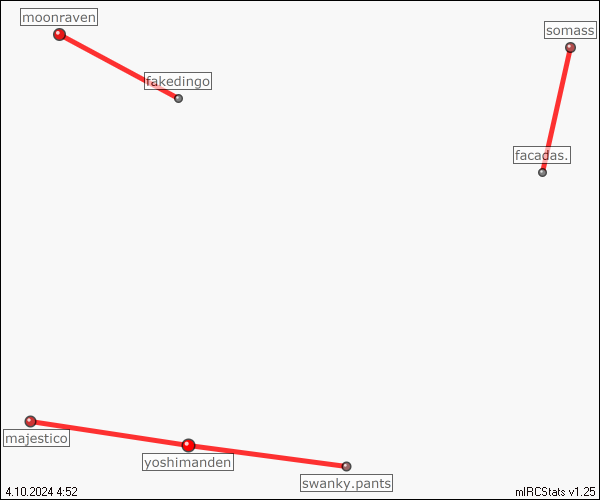 moonraven
somass
fakedingo
facadas.
majestico
yoshimanden
swanky.pants
4.10.2024 4:52
mIRCStats v1.25